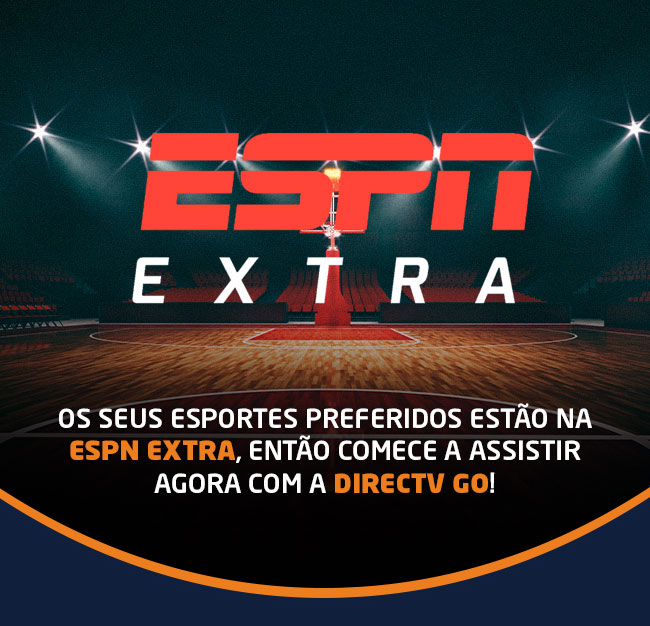 ESPN
EXTRA
OS SEUS ESPORTES PREFERIDOS ESTÃO NA
ESPN EXTRA, ENTÃO COMECE A ASSISTIR
AGORA COM A DIRECTV GO!